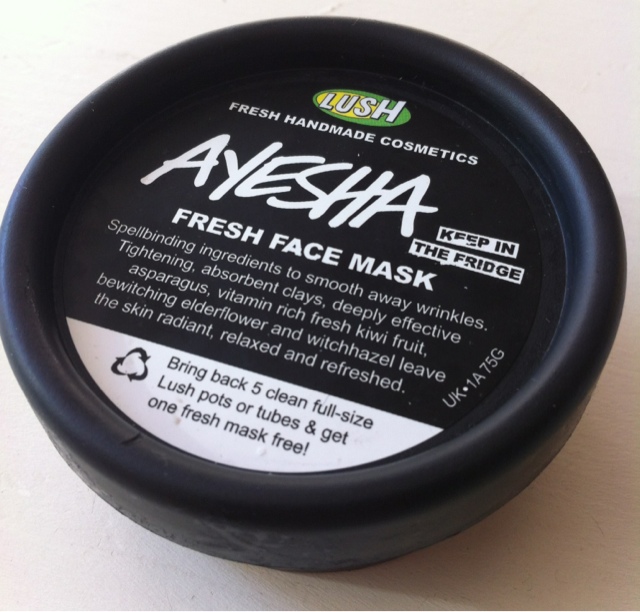 LUSH
FRESH HANDMADE COSMETICS
AYESHA
FRESH FACE MASK
KEEP IN
THE FRIDGE
Spellbinding ingredients to smooth away wrinkles.
Tightening, absorbent clays, deeply effective
asparagus, vitamin rich fresh kiwi fruit,
bewitching elderflower and witchhazel leave
the skin radiant, relaxed and refreshed.
UK•1A 75G
Bring back 5 clean full-size
Lush pots or tubes & get
one fresh mask free!